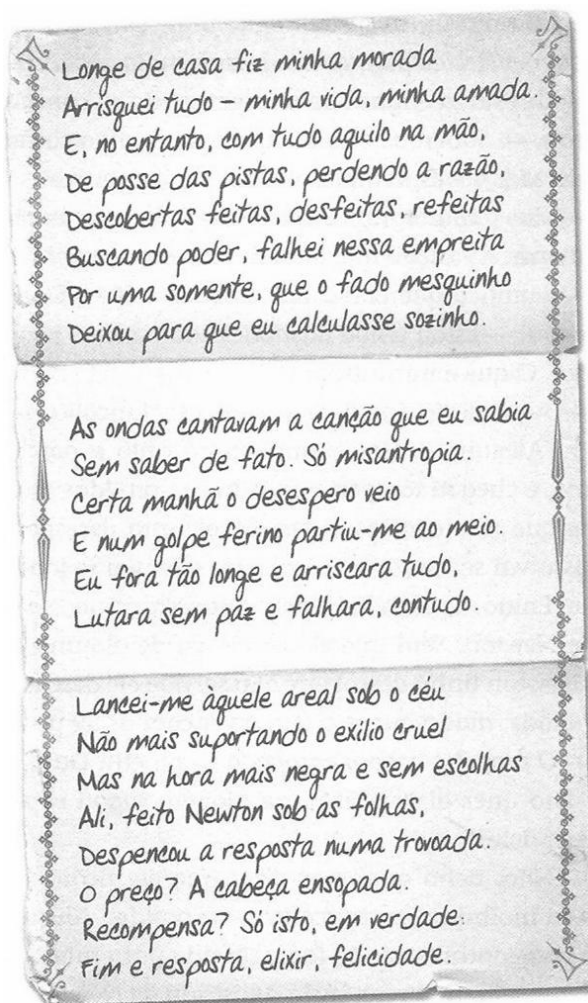 Longe de casa fiz minha morada
Arrisquei tudo – minha vida, minha amada.
E, no entanto, com tudo aquilo na mão,
De posse das pistas, perdendo a razão,
Descobertas feitas, desfeitas, refeitas
Buscando poder, falhei nessa empreita
Por uma somente, que o fado mesquinho
Deixou para que eu calculasse sozinho.
As ondas cantavam a canção que eu sabia
Sem saber de fato. Só misantropia.
Certa manhã o desespero veio
E num golpe ferino partiu-me ao meio.
Eu fora tão longe e arriscara tudo,
Lutara sem paz e falhara, contudo.
Lancei-me àquele areal sob o céu
Não mais suportando o exílio cruel
Mas na hora mais negra e sem escolhas
Ali, feito Newton sob as folhas,
Despencou a resposta numa trovoada.
O preço? A cabeça ensopada.
Recompensa? Só isto, em verdade
Fim e resposta, elixir, felicidade